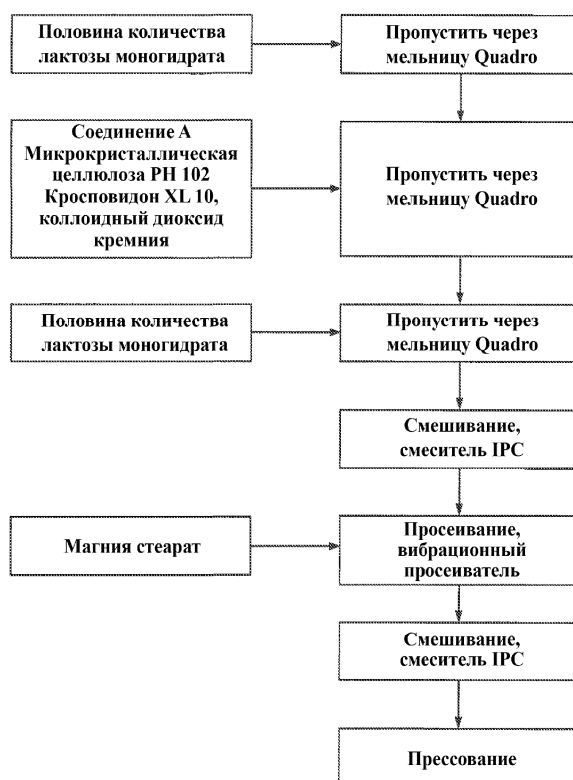 Половина количества
лактозы моногидрата
Пропустить через
мельницу Quadro
Соединение А
Микрокристаллическая
целлюлоза PH 102
Кросповидон XL 10,
коллоидный диоксид
кремния
Пропустить через
мельницу Quadro
Половина количества
лактозы моногидрата
Пропустить через
мельницу Quadro
Смешивание,
смеситель IPC
Магния стеарат
Просеивание,
вибрационный
просеиватель
Смешивание,
смеситель IPC
Прессование